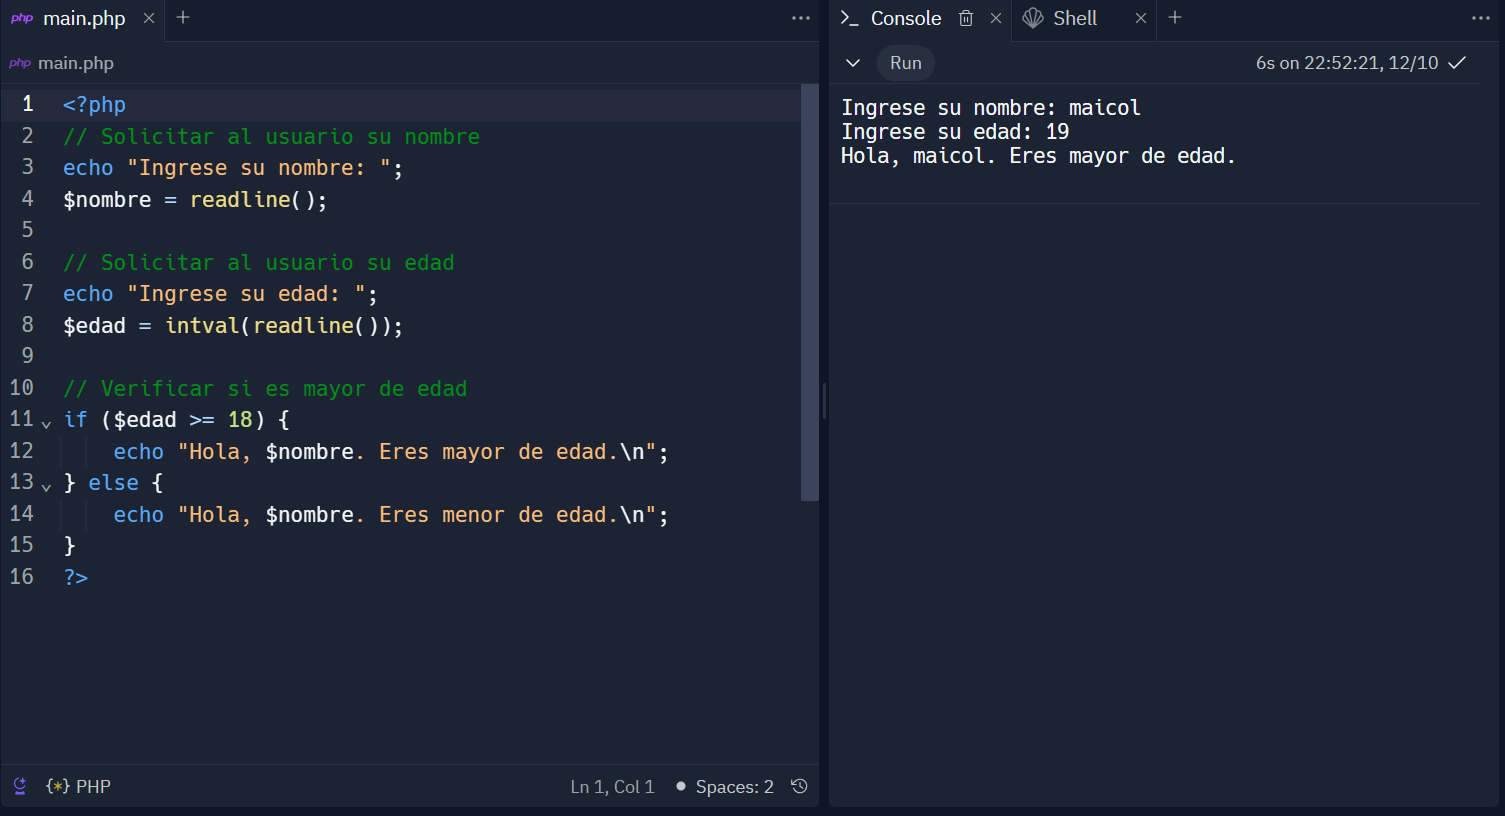 php main.php
php main.php
1 <?php
2 // Solicitar al usuario su nombre
3 echo "Ingrese su nombre: ";
4 $nombre = readline();
5
6 // Solicitar al usuario su edad
7 echo "Ingrese su edad: ";
8 $edad = intval(readline());
9
10 // Verificar si es mayor de edad
11 if ($edad >= 18) {
12 echo "Hola, $nombre. Eres mayor de edad.\n";
13 } else {
14 echo "Hola, $nombre. Eres menor de edad.\n";
15 }
16 ?>
{*} PHP Ln 1, Col 1 Spaces: 2
Console Shell
Run 6s on 22:52:21, 12/10
Ingrese su nombre: maicol
Ingrese su edad: 19
Hola, maicol. Eres mayor de edad.